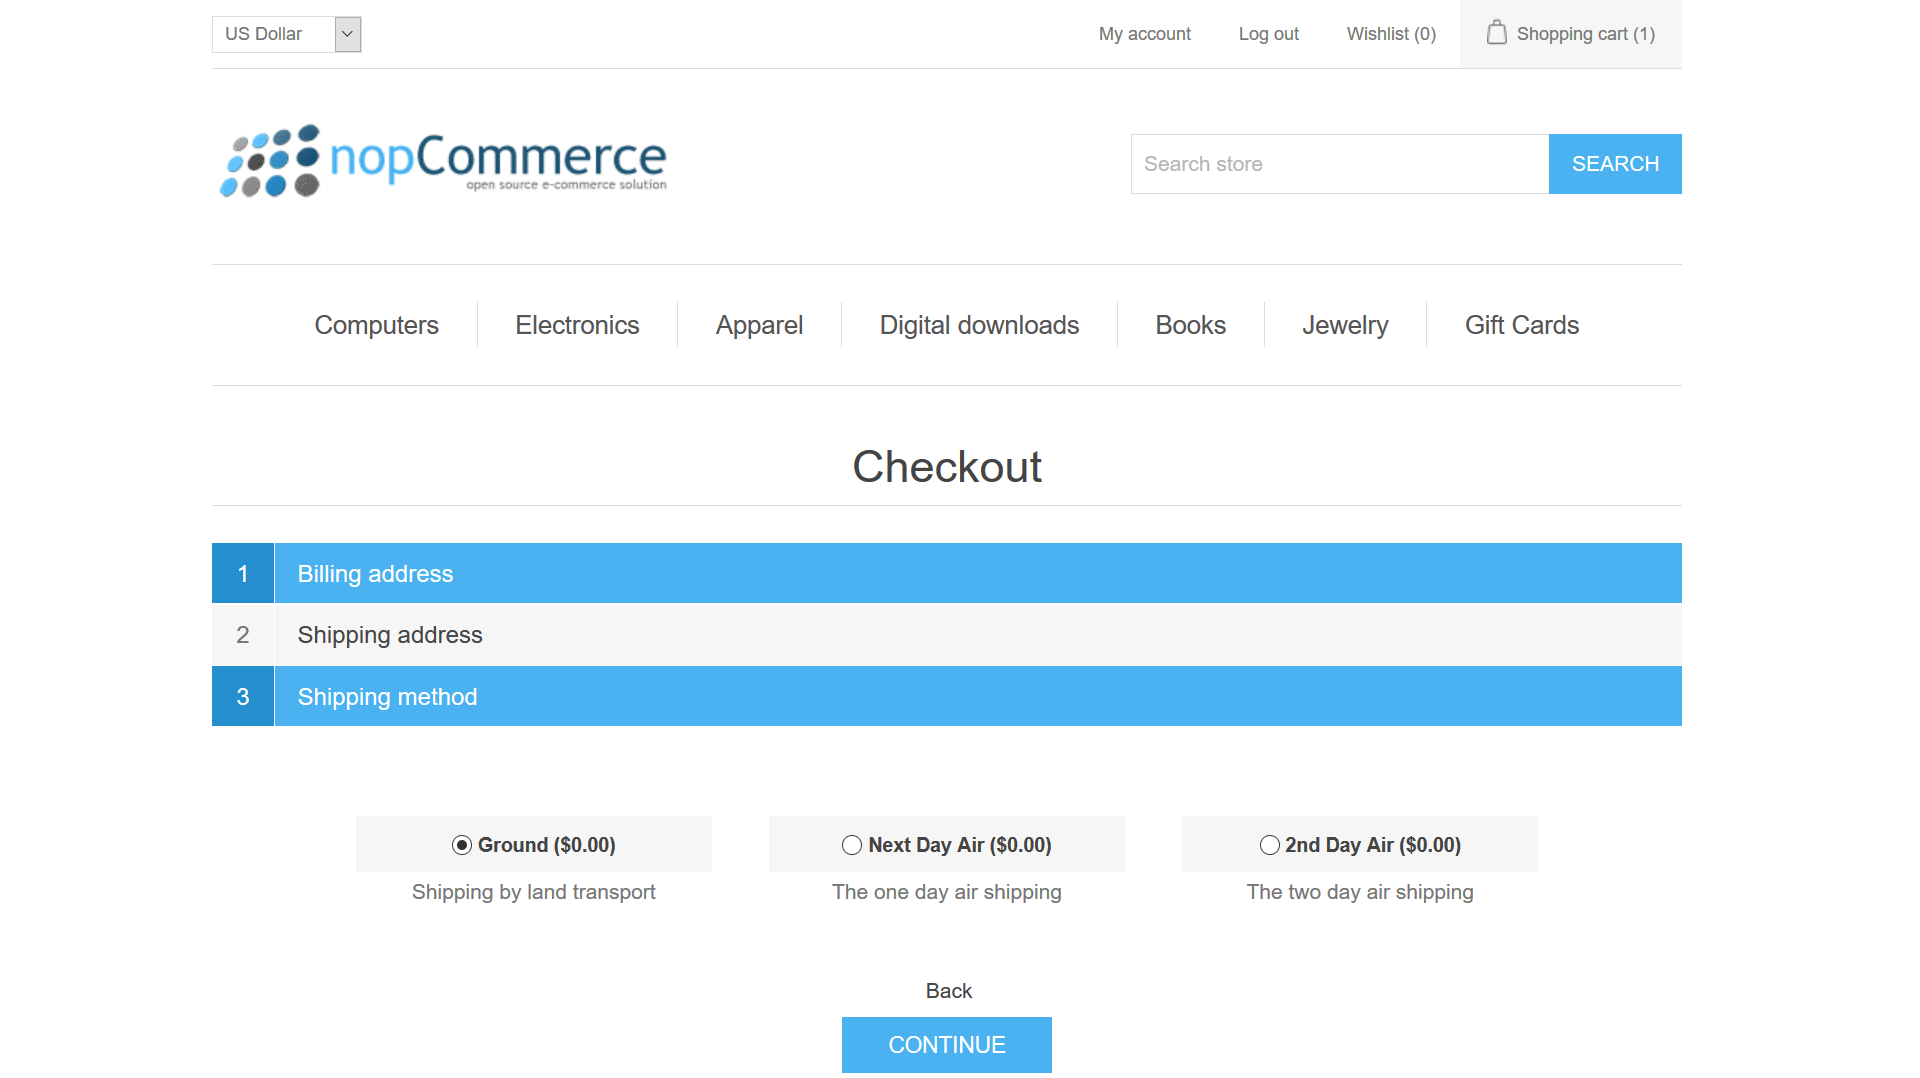 US Dollar
My account
Log out
Wishlist (0)
Shopping cart (1)
nopCommerce
open source e-commerce solution
Search store
SEARCH
Computers
Electronics
Apparel
Digital downloads
Books
Jewelry
Gift Cards
Checkout
1 Billing address
2 Shipping address
3 Shipping method
Ground ($0.00)
Shipping by land transport
Next Day Air ($0.00)
The one day air shipping
2nd Day Air ($0.00)
The two day air shipping
Back
CONTINUE